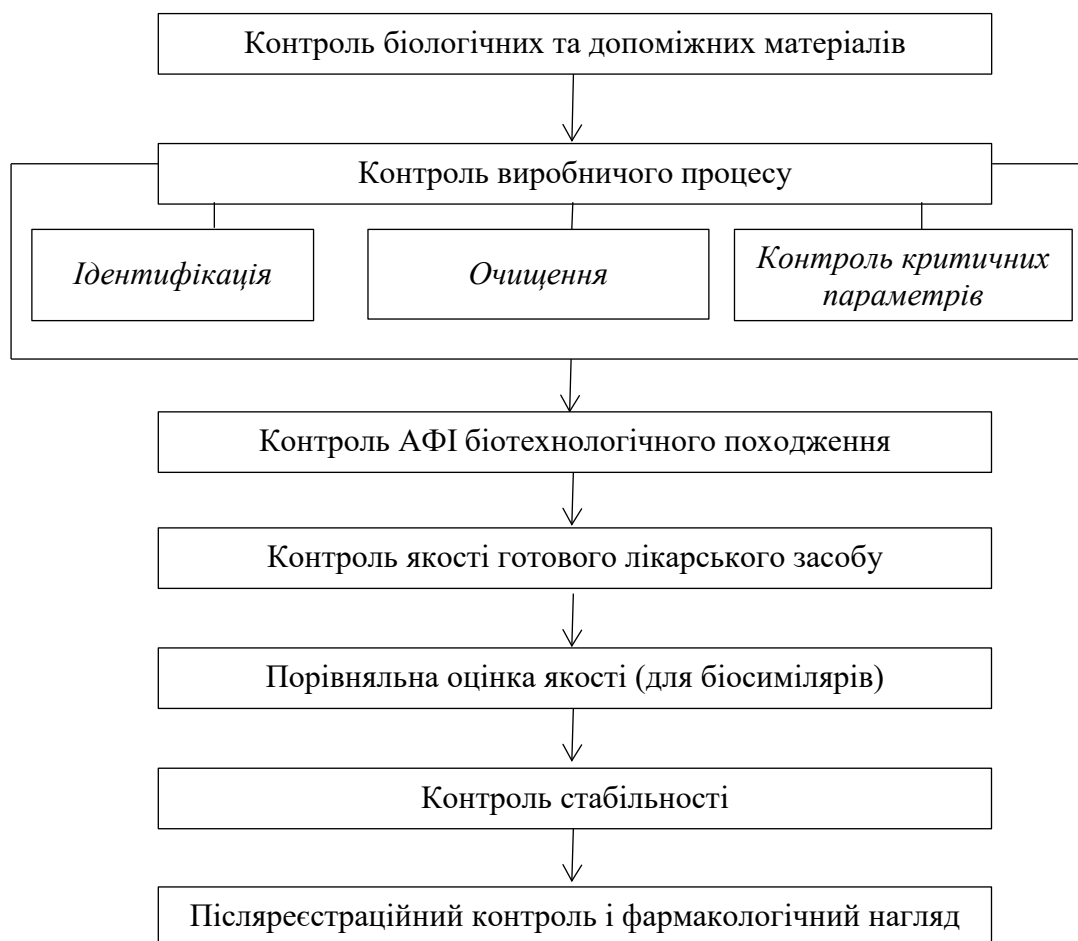 Контроль біологічних та допоміжних матеріалів
Контроль виробничого процесу
Ідентифікація
Очищення
Контроль критичних
параметрів
Контроль АФІ біотехнологічного походження
Контроль якості готового лікарського засобу
Порівняльна оцінка якості (для біосимілярів)
Контроль стабільності
Післяреєстраційний контроль і фармакологічний нагляд